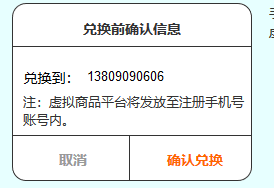 兑换前确认信息
兑换到： 13809090606
注：虚拟商品平台将发放至注册手机号
账号内。
取消 确认兑换